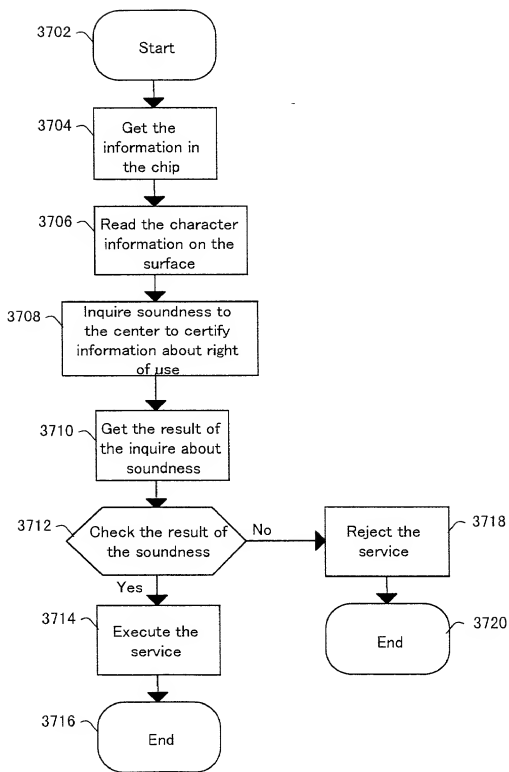 3702
Start
3704
Get the
information in
the chip
3706
Read the character
information on the
surface
3708
Inquire soundness to
the center to certify
information about right
of use
3710
Get the result of
the inquire about
soundness
3712
Check the result of
the soundness
No
Reject the
service
3718
Yes
3714
Execute the
service
End
3720
3716
End